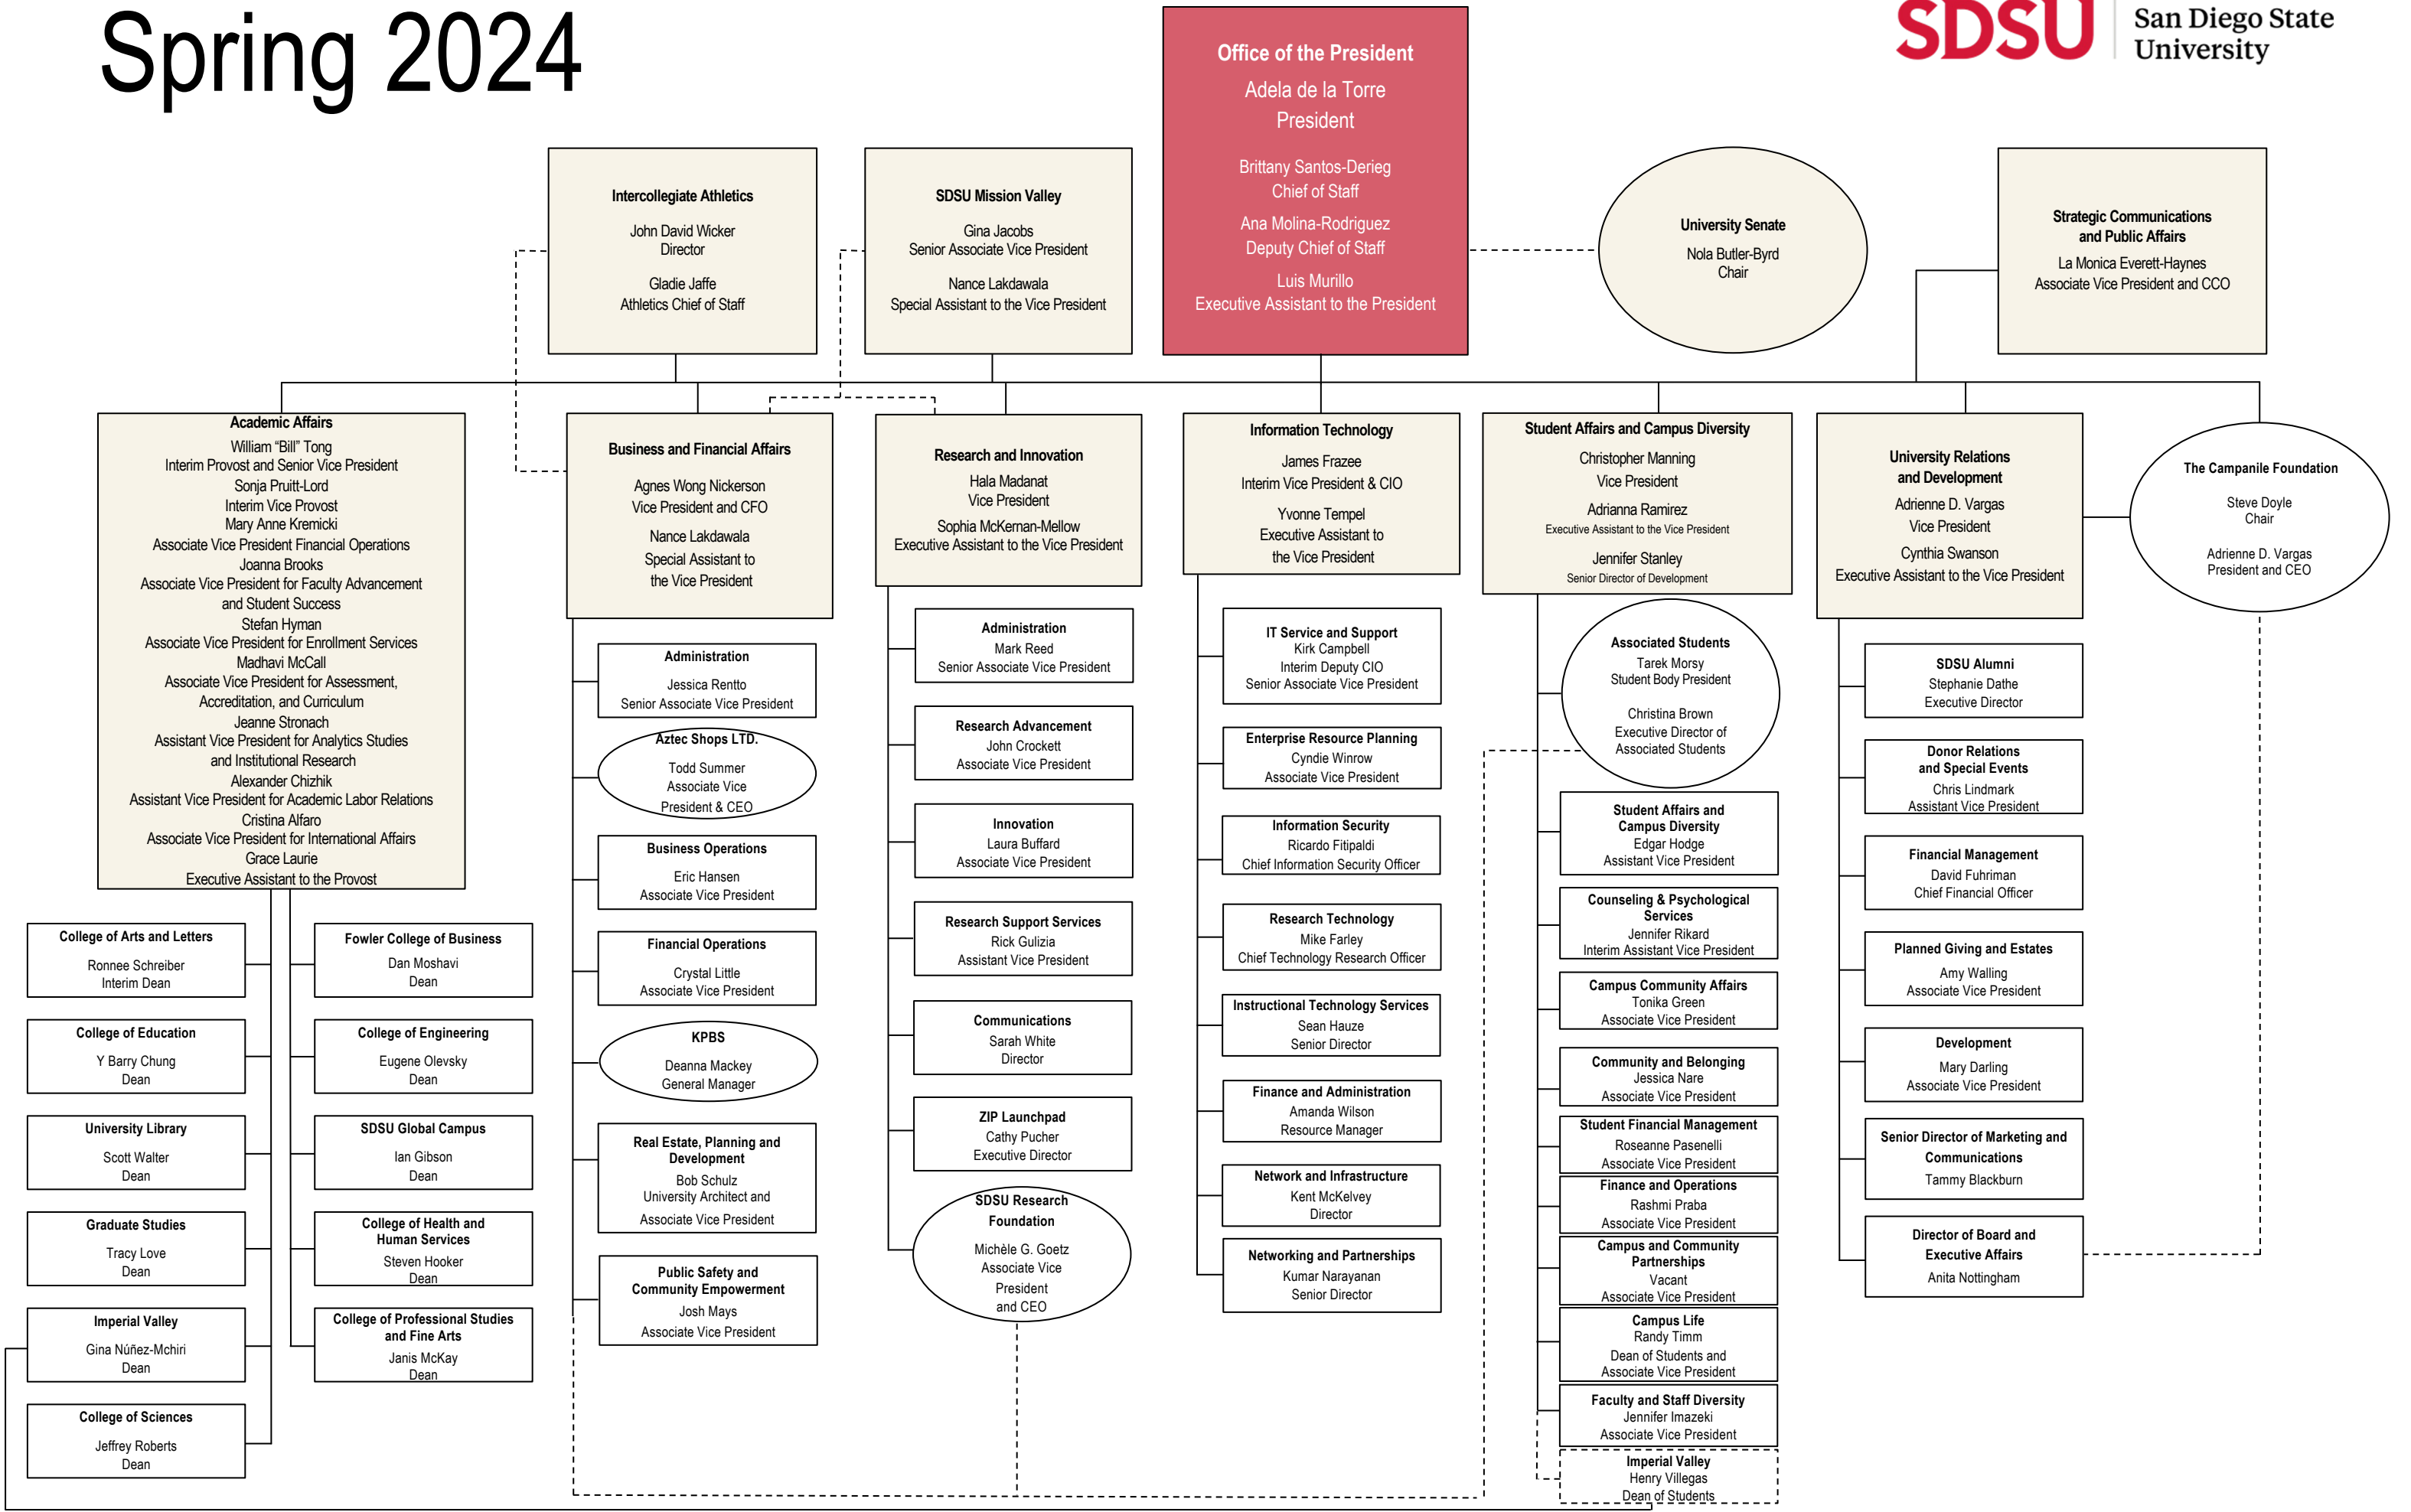 Spring 2024
SDSU
San Diego State
University
Office of the President
Adela de la Torre
President
Brittany Santos-Derieg
Chief of Staff
Ana Molina-Rodriguez
Deputy Chief of Staff
Luis Murillo
Executive Assistant to the President
Intercollegiate Athletics
John David Wicker
Director
Gladie Jaffe
Athletics Chief of Staff
SDSU Mission Valley
Gina Jacobs
Senior Associate Vice President
Nance Lakdawala
Special Assistant to the Vice President
University Senate
Nola Butler-Byrd
Chair
Strategic Communications
and Public Affairs
La Monica Everett-Haynes
Associate Vice President and CCO
Academic Affairs
William “Bill” Tong
Interim Provost and Senior Vice President
Sonja Pruitt-Lord
Interim Vice Provost
Mary Anne Kremicki
Associate Vice President Financial Operations
Joanna Brooks
Associate Vice President for Faculty Advancement
and Student Success
Stefan Hyman
Associate Vice President for Enrollment Services
Madhavi McCall
Associate Vice President for Assessment,
Accreditation, and Curriculum
Jeanne Stronach
Assistant Vice President for Analytics Studies
and Institutional Research
Alexander Chizhik
Assistant Vice President for Academic Labor Relations
Cristina Alfaro
Associate Vice President for International Affairs
Grace Laurie
Executive Assistant to the Provost
College of Arts and Letters
Ronnee Schreiber
Interim Dean
College of Education
Y Barry Chung
Dean
University Library
Scott Walter
Dean
Graduate Studies
Tracy Love
Dean
Imperial Valley
Gina Núñez-Mchiri
Dean
College of Sciences
Jeffrey Roberts
Dean
Fowler College of Business
Dan Moshavi
Dean
College of Engineering
Eugene Olevsky
Dean
SDSU Global Campus
Ian Gibson
Dean
College of Health and
Human Services
Steven Hooker
Dean
College of Professional Studies
and Fine Arts
Janis McKay
Dean
Business and Financial Affairs
Agnes Wong Nickerson
Vice President and CFO
Nance Lakdawala
Special Assistant to
the Vice President
Administration
Jessica Rentto
Senior Associate Vice President
Aztec Shops LTD.
Todd Summer
Associate Vice
President & CEO
Business Operations
Eric Hansen
Associate Vice President
Financial Operations
Crystal Little
Associate Vice President
KPBS
Deanna Mackey
General Manager
Real Estate, Planning and
Development
Bob Schulz
University Architect and
Associate Vice President
Public Safety and
Community Empowerment
Josh Mays
Associate Vice President
Research and Innovation
Hala Madanat
Vice President
Sophia McKernan-Mellow
Executive Assistant to the Vice President
Administration
Mark Reed
Senior Associate Vice President
Research Advancement
John Crockett
Associate Vice President
Innovation
Laura Buffard
Associate Vice President
Research Support Services
Rick Gulizia
Assistant Vice President
Communications
Sarah White
Director
ZIP Launchpad
Cathy Pucher
Executive Director
SDSU Research
Foundation
Michèle G. Goetz
Associate Vice
President
and CEO
Information Technology
James Frazee
Interim Vice President & CIO
Yvonne Tempel
Executive Assistant to
the Vice President
IT Service and Support
Kirk Campbell
Interim Deputy CIO
Senior Associate Vice President
Enterprise Resource Planning
Cyndie Winrow
Associate Vice President
Information Security
Ricardo Fitipaldi
Chief Information Security Officer
Research Technology
Mike Farley
Chief Technology Research Officer
Instructional Technology Services
Sean Hauze
Senior Director
Finance and Administration
Amanda Wilson
Resource Manager
Network and Infrastructure
Kent McKelvey
Director
Networking and Partnerships
Kumar Narayanan
Senior Director
Student Affairs and Campus Diversity
Christopher Manning
Vice President
Adrianna Ramirez
Executive Assistant to the Vice President
Jennifer Stanley
Senior Director of Development
Associated Students
Tarek Morsy
Student Body President
Christina Brown
Executive Director of
Associated Students
Student Affairs and
Campus Diversity
Edgar Hodge
Assistant Vice President
Counseling & Psychological
Services
Jennifer Rikard
Interim Assistant Vice President
Campus Community Affairs
Tonika Green
Associate Vice President
Community and Belonging
Jessica Nare
Associate Vice President
Student Financial Management
Roseanne Pasenelli
Associate Vice President
Finance and Operations
Rashmi Praba
Associate Vice President
Campus and Community
Partnerships
Vacant
Associate Vice President
Campus Life
Randy Timm
Dean of Students and
Associate Vice President
Faculty and Staff Diversity
Jennifer Imazeki
Associate Vice President
Imperial Valley
Henry Villegas
Dean of Students
University Relations
and Development
Adrienne D. Vargas
Vice President
Cynthia Swanson
Executive Assistant to the Vice President
SDSU Alumni
Stephanie Dathe
Executive Director
Donor Relations
and Special Events
Chris Lindmark
Assistant Vice President
Financial Management
David Fuhriman
Chief Financial Officer
Planned Giving and Estates
Amy Walling
Associate Vice President
Development
Mary Darling
Associate Vice President
Senior Director of Marketing and
Communications
Tammy Blackburn
Director of Board and
Executive Affairs
Anita Nottingham
The Campanile Foundation
Steve Doyle
Chair
Adrienne D. Vargas
President and CEO